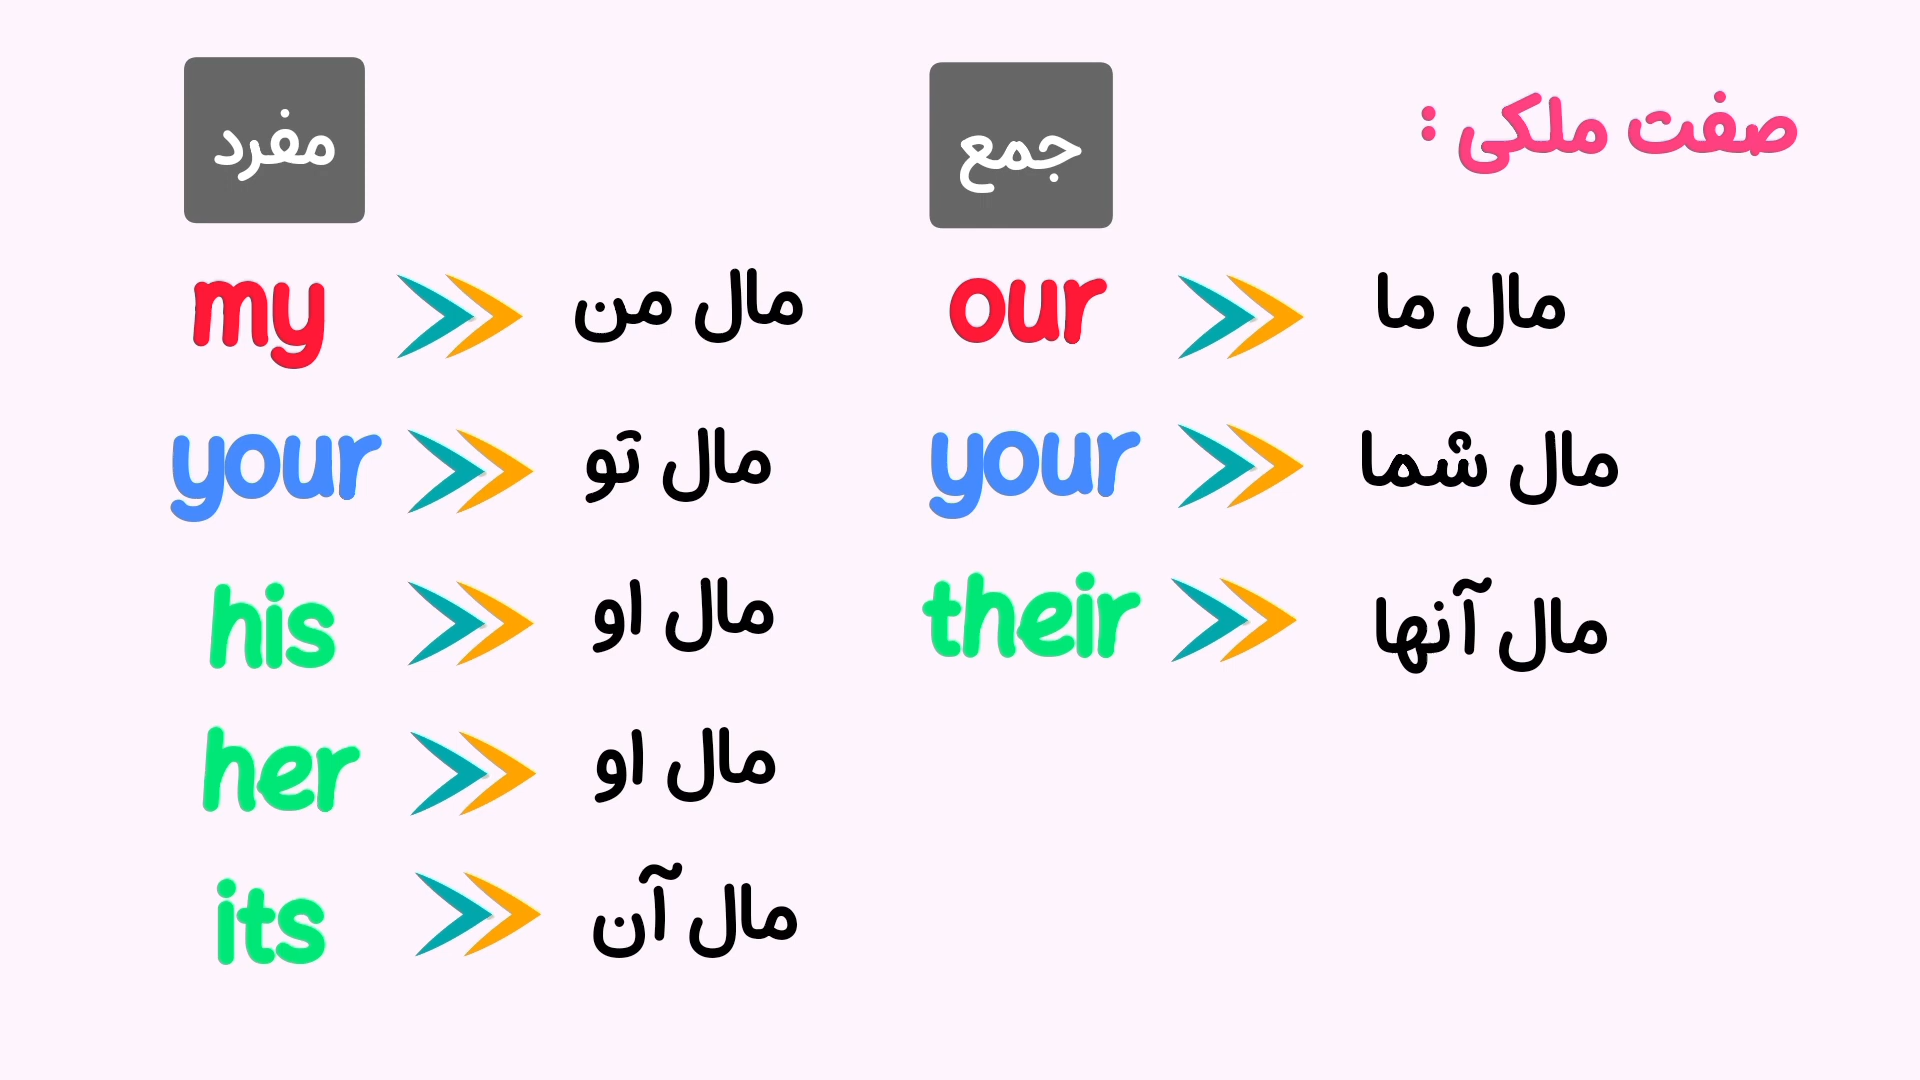 صفت ملکی :
مفرد
my مال من
your مال تو
his مال او
her مال او
its مال آن
جمع
our مال ما
your مال شما
their مال آنها